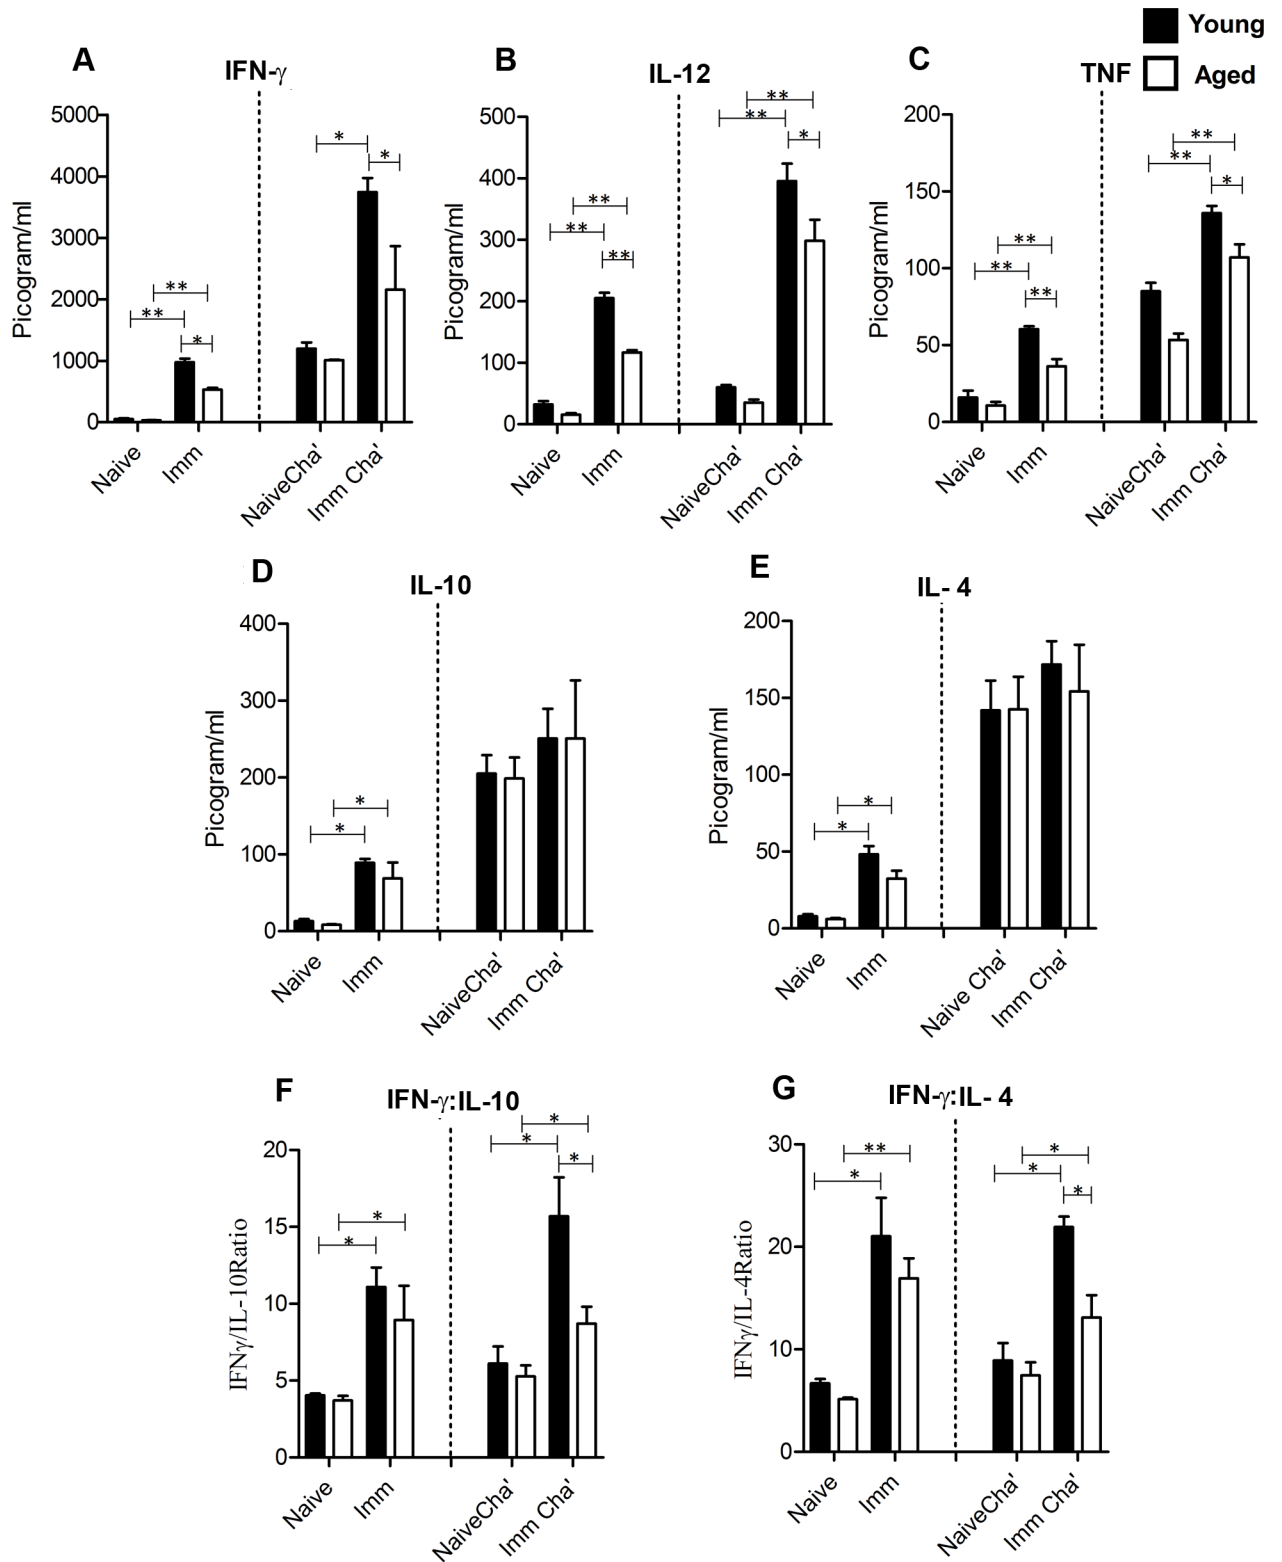 Young
Aged
A
IFN-γ
Picogram/ml
5000
4000
3000
2000
1000
0
**
**
*
*
*
Naive
Imm
NaiveCha'
Imm Cha'
B
IL-12
Picogram/ml
500
400
300
200
100
0
**
**
**
**
**
*
Naive
Imm
NaiveCha'
Imm Cha'
C
TNF
Picogram/ml
200
150
100
50
0
**
**
**
**
**
*
Naive
Imm
NaiveCha'
Imm Cha'
D
IL-10
Picogram/ml
400
300
200
100
0
*
*
Naive
Imm
NaiveCha'
Imm Cha'
E
IL- 4
Picogram/ml
200
150
100
50
0
*
*
Naive
Imm
Naive Cha'
Imm Cha'
F
IFN-γ:IL-10
IFNγ/IL-10Ratio
20
15
10
5
0
*
*
*
*
*
Naive
Imm
NaiveCha'
Imm Cha'
G
IFN-γ:IL- 4
IFNγ/IL-4Ratio
30
20
10
0
**
*
*
*
*
Naive
Imm
NaiveCha'
Imm Cha'